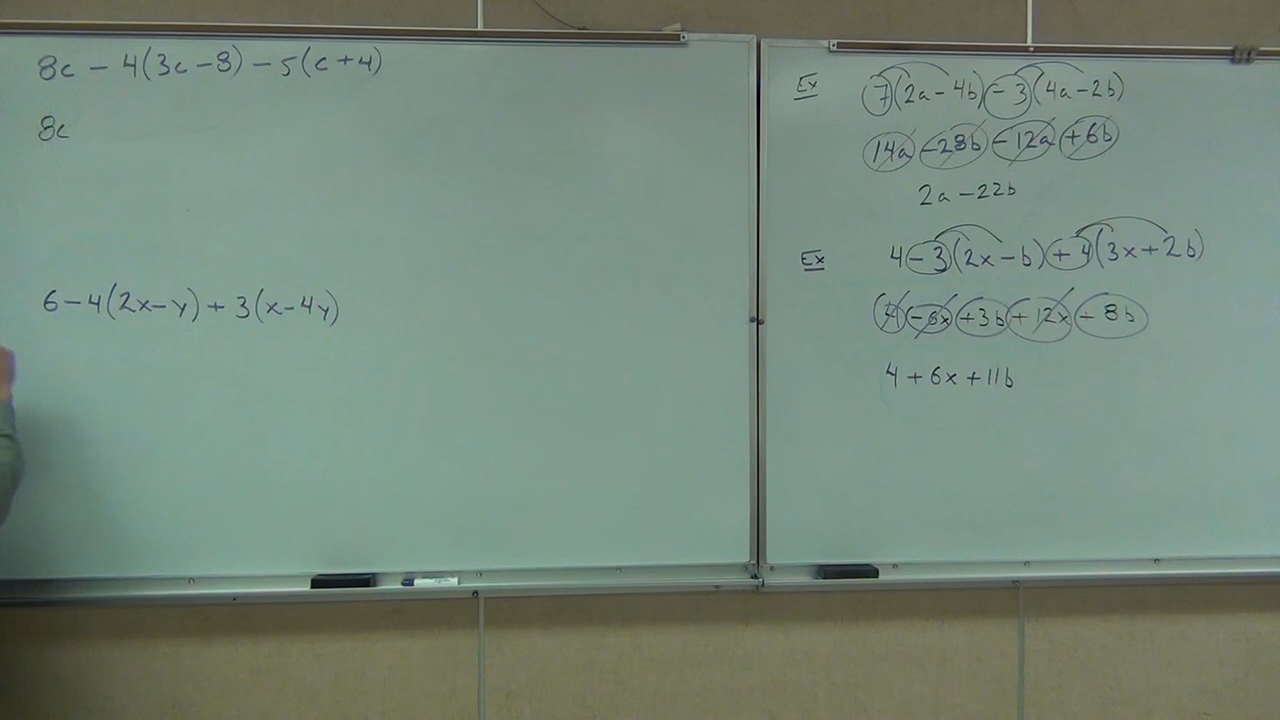 8c - 4(3c-8) - 5(c+4)
8c
6-4(2x-y) + 3(x-4y)
Ex 7(2a-4b) - 3(4a-2b)
14a -28b -12a +6b
2a-22b
Ex 4-3(2x-b)+4(3x+2b)
4 -6x +3b +12x + 8b
4 + 6x + 11b